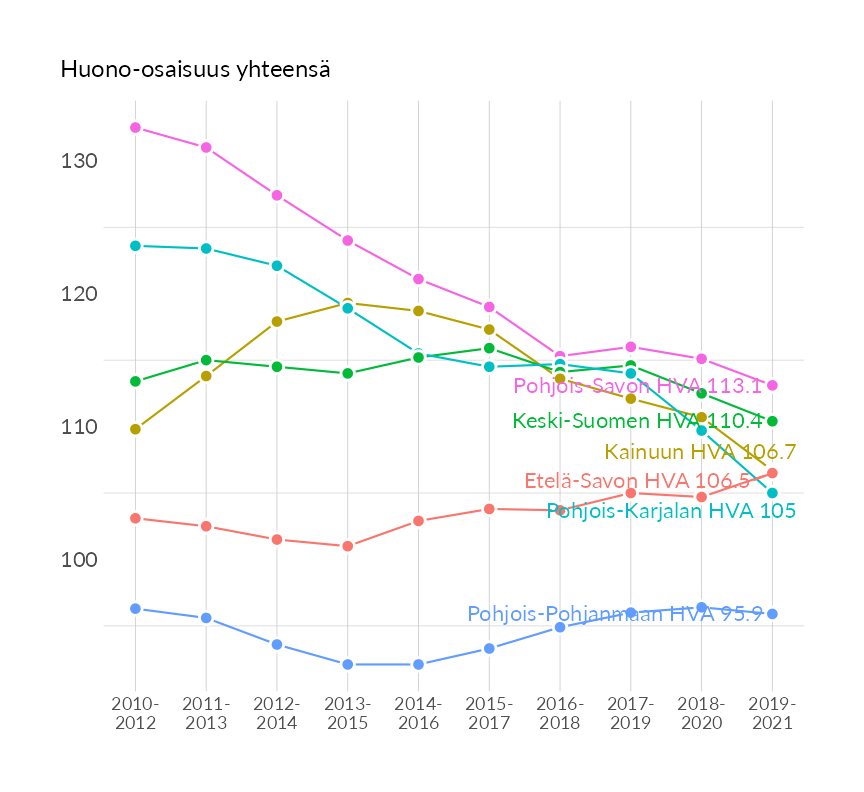 Huono-osaisuus yhteensä
130
120
110
100
Pohjois-Savon HVA 113.1
Keski-Suomen HVA 110.4
Kainuun HVA 106.7
Etelä-Savon HVA 106.5
Pohjois-Karjalan HVA 105
Pohjois-Pohjanmaan HVA 95.9
2010- 2011- 2012- 2013- 2014- 2015- 2016- 2017- 2018- 2019-
2012 2013 2014 2015 2016 2017 2018 2019 2020 2021